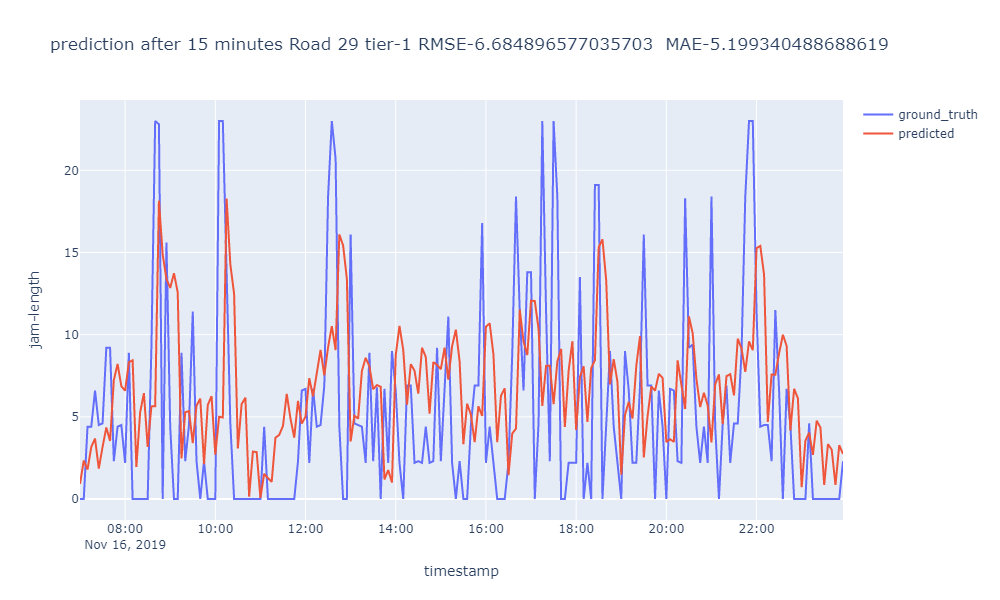 prediction after 15 minutes Road 29 tier-1 RMSE-6.684896577035703  MAE-5.199340488688619
ground_truth
predicted
20
15
10
5
0
jam-length
08:00
10:00
12:00
14:00
16:00
18:00
20:00
22:00
Nov 16, 2019
timestamp